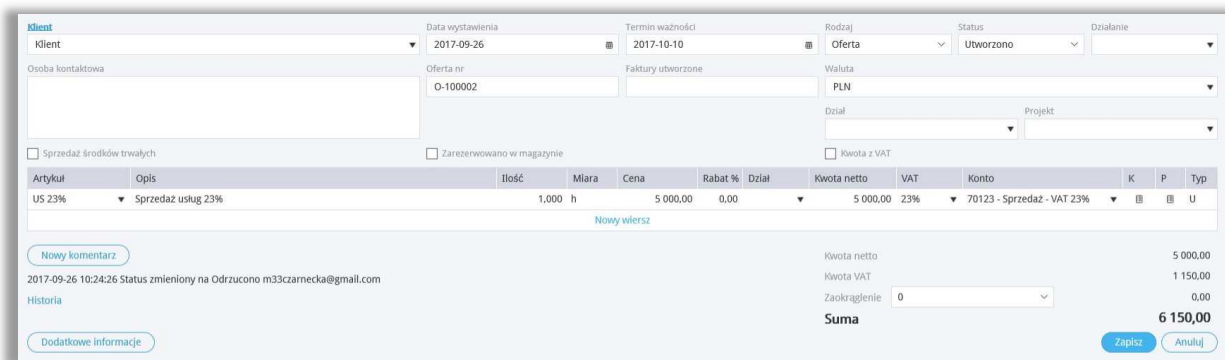 Klient Data wystawienia Termin ważności Rodzaj Status Działanie
Klient 2017-09-26 2017-10-10 Oferta Utworzono
Osoba kontaktowa Oferta nr Faktury utworzone Waluta
O-100002 PLN
Dział Projekt
Sprzedaż środków trwałych Zarezerwowano w magazynie Kwota z VAT
Artykuł Opis Ilość Miara Cena Rabat % Dział Kwota netto VAT Konto K P Typ
US 23% Sprzedaż usług 23% 1,000 h 5 000,00 0,00 5 000,00 23% 70123 - Sprzedaż - VAT 23% U
Nowy wiersz
Nowy komentarz Kwota netto 5 000,00
2017-09-26 10:24:26 Status zmieniony na Odrzucono m33czarnecka@gmail.com Kwota VAT 1 150,00
Historia Zaokrąglenie 0 0,00
Suma 6 150,00
Dodatkowe informacje Zapisz Anuluj